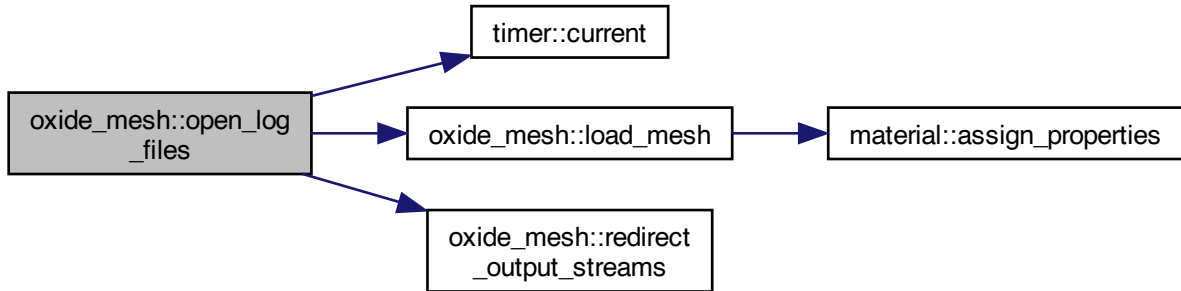 timer::current
oxide_mesh::open_log
_files
oxide_mesh::load_mesh
material::assign_properties
oxide_mesh::redirect
_output_streams